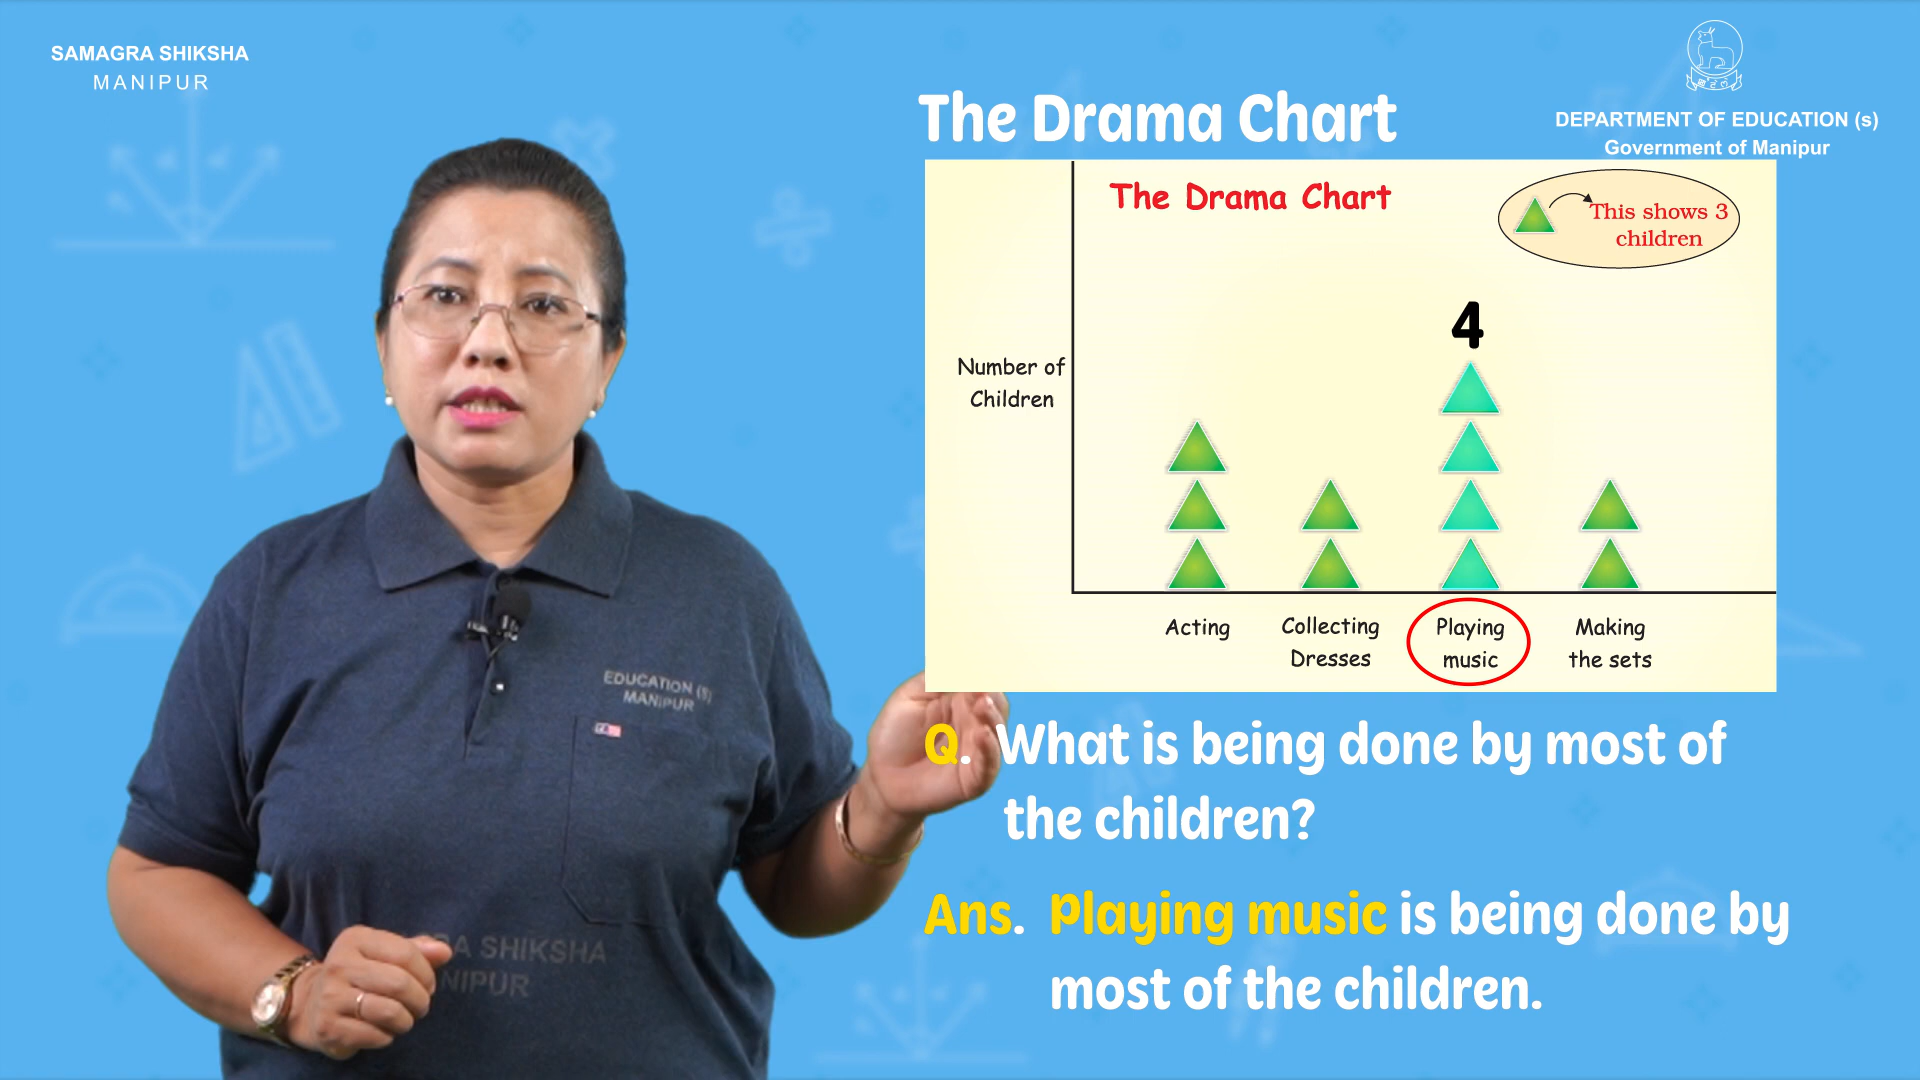 SAMAGRA SHIKSHA
MANIPUR
DEPARTMENT OF EDUCATION (s)
Government of Manipur
The Drama Chart
The Drama Chart
This shows 3
children
4
Number of
Children
Acting
Collecting
Dresses
Playing
music
Making
the sets
EDUCATION (S)
MANIPUR
Q. What is being done by most of
the children?
Ans. Playing music is being done by
most of the children.
SHIKSHA